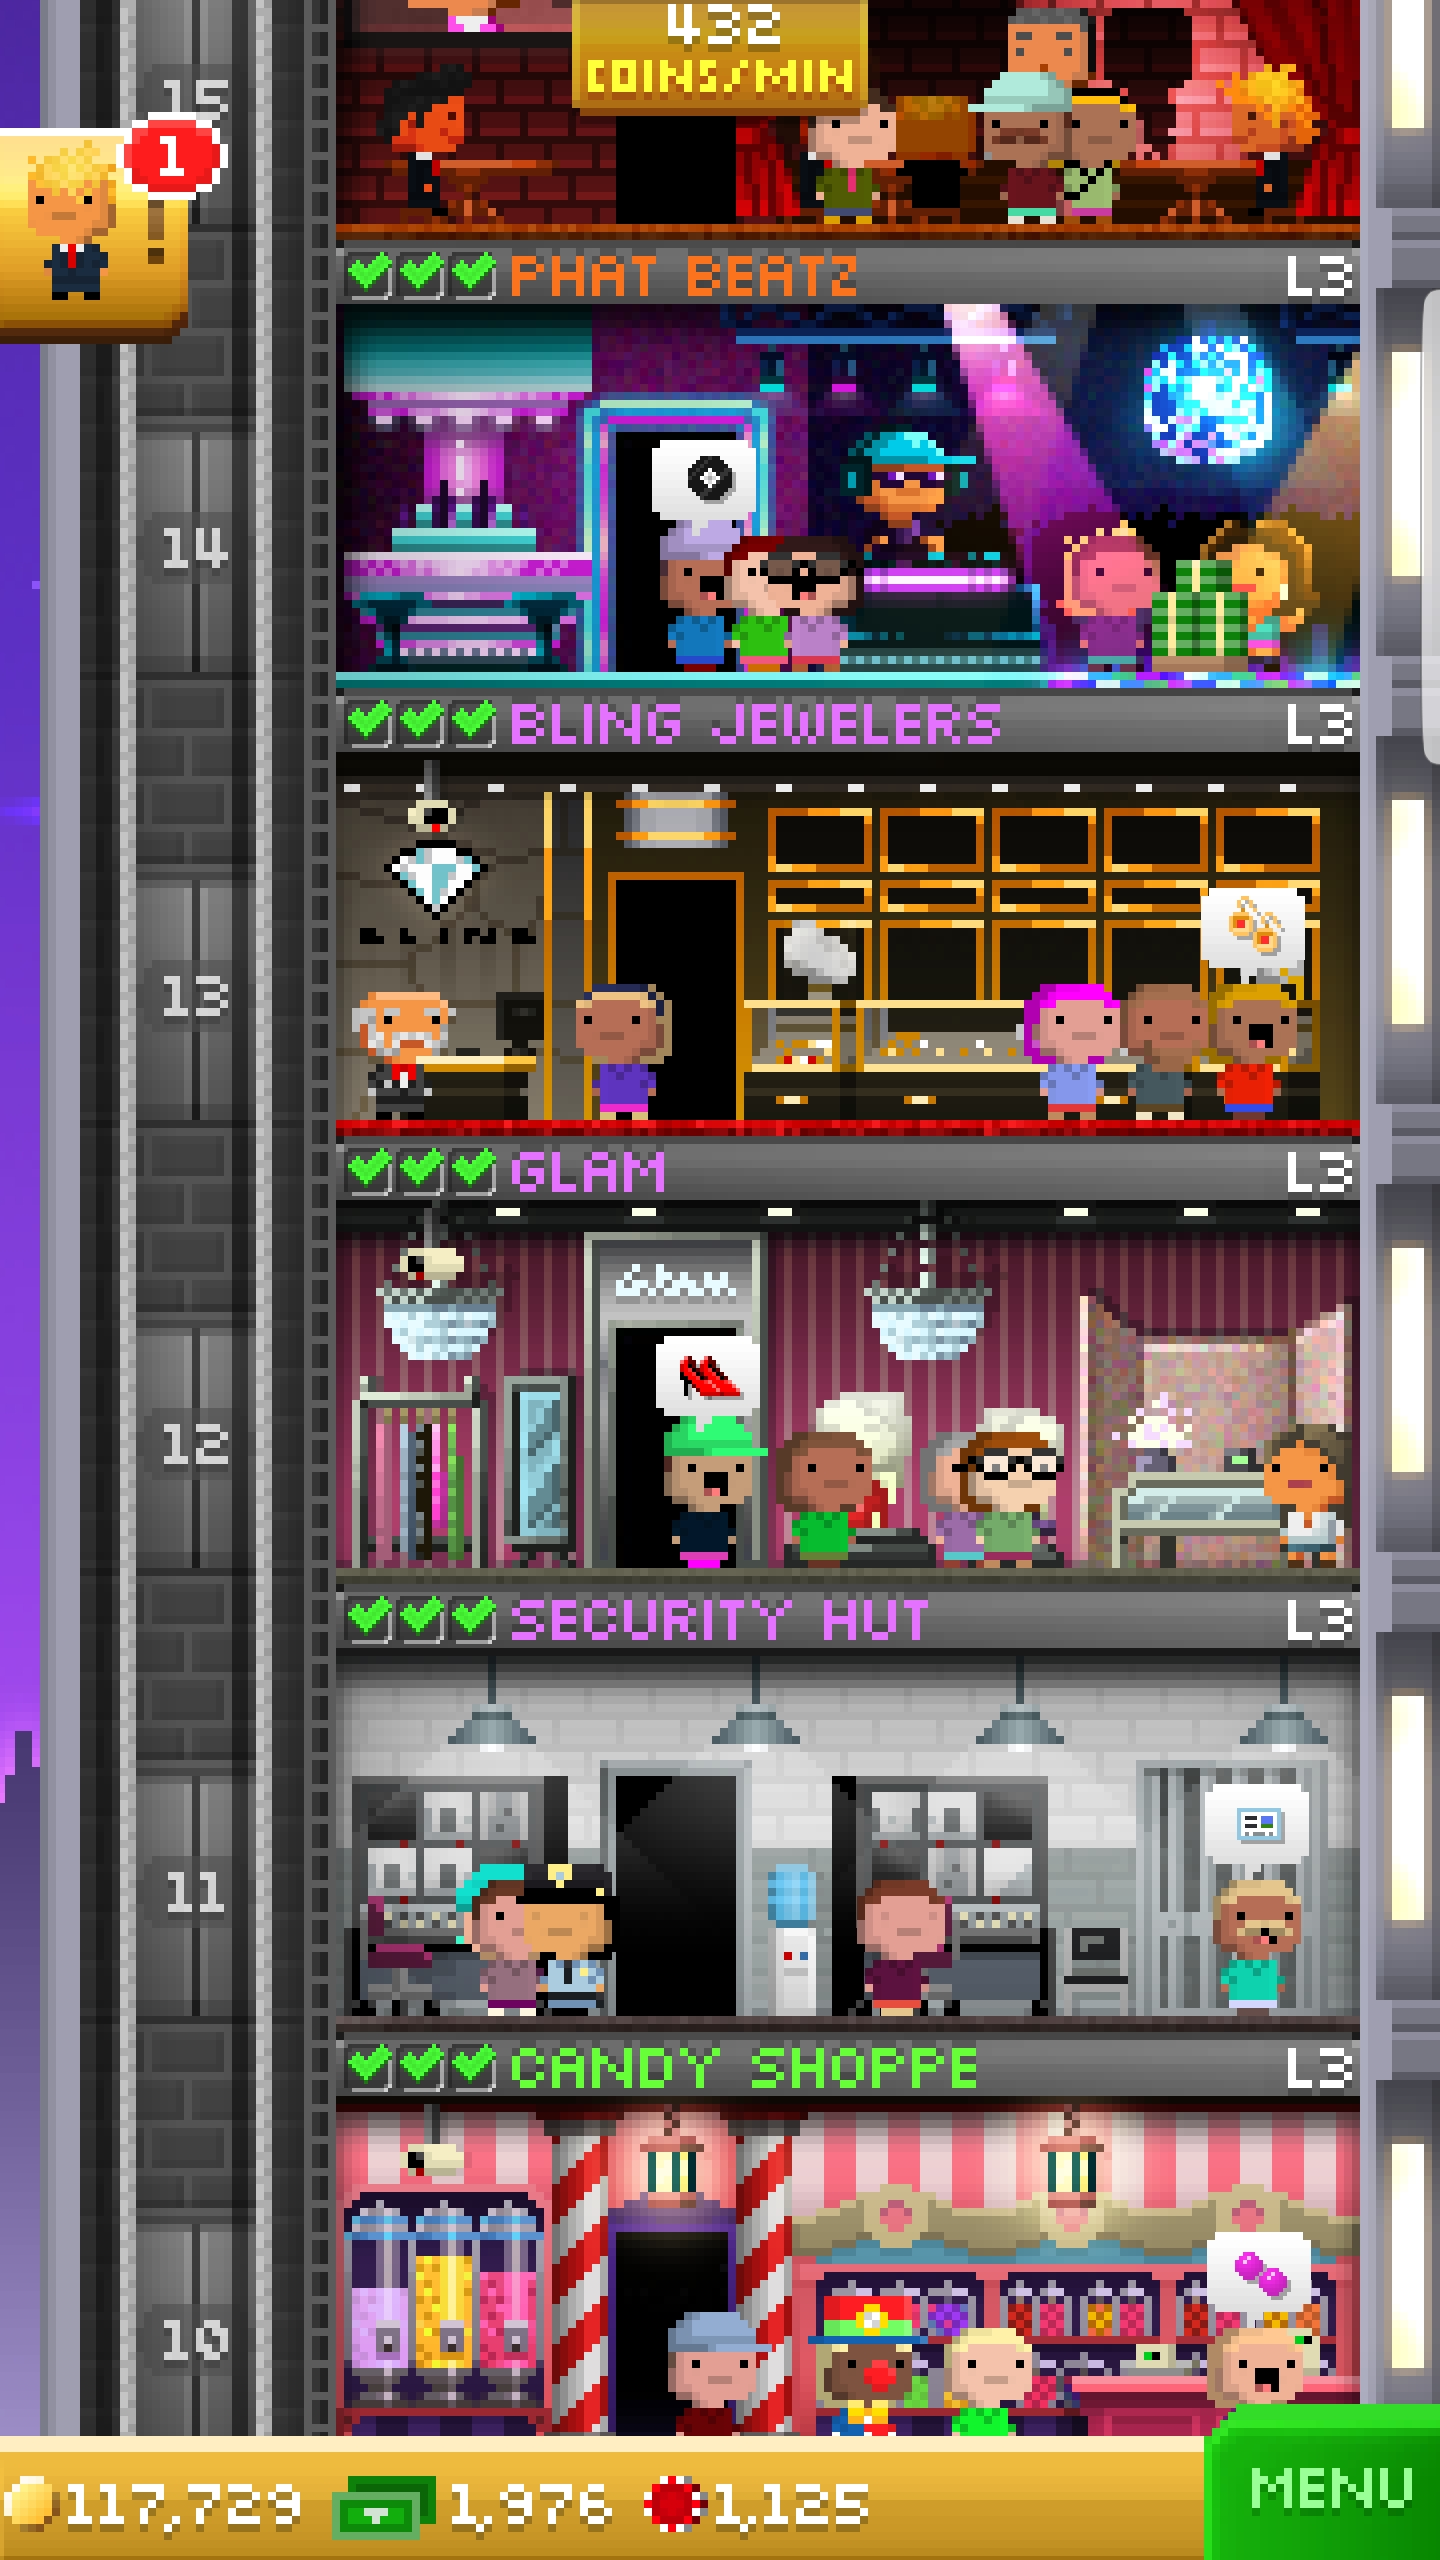 432
COINS/MIN
15
1
!
PHAT BEATZ L3
14
BLING JEWELERS L3
BLING
13
GLAM L3
Glam
12
SECURITY HUT L3
11
CANDY SHOPPE L3
10
117,729 1,976 1,125
MENU